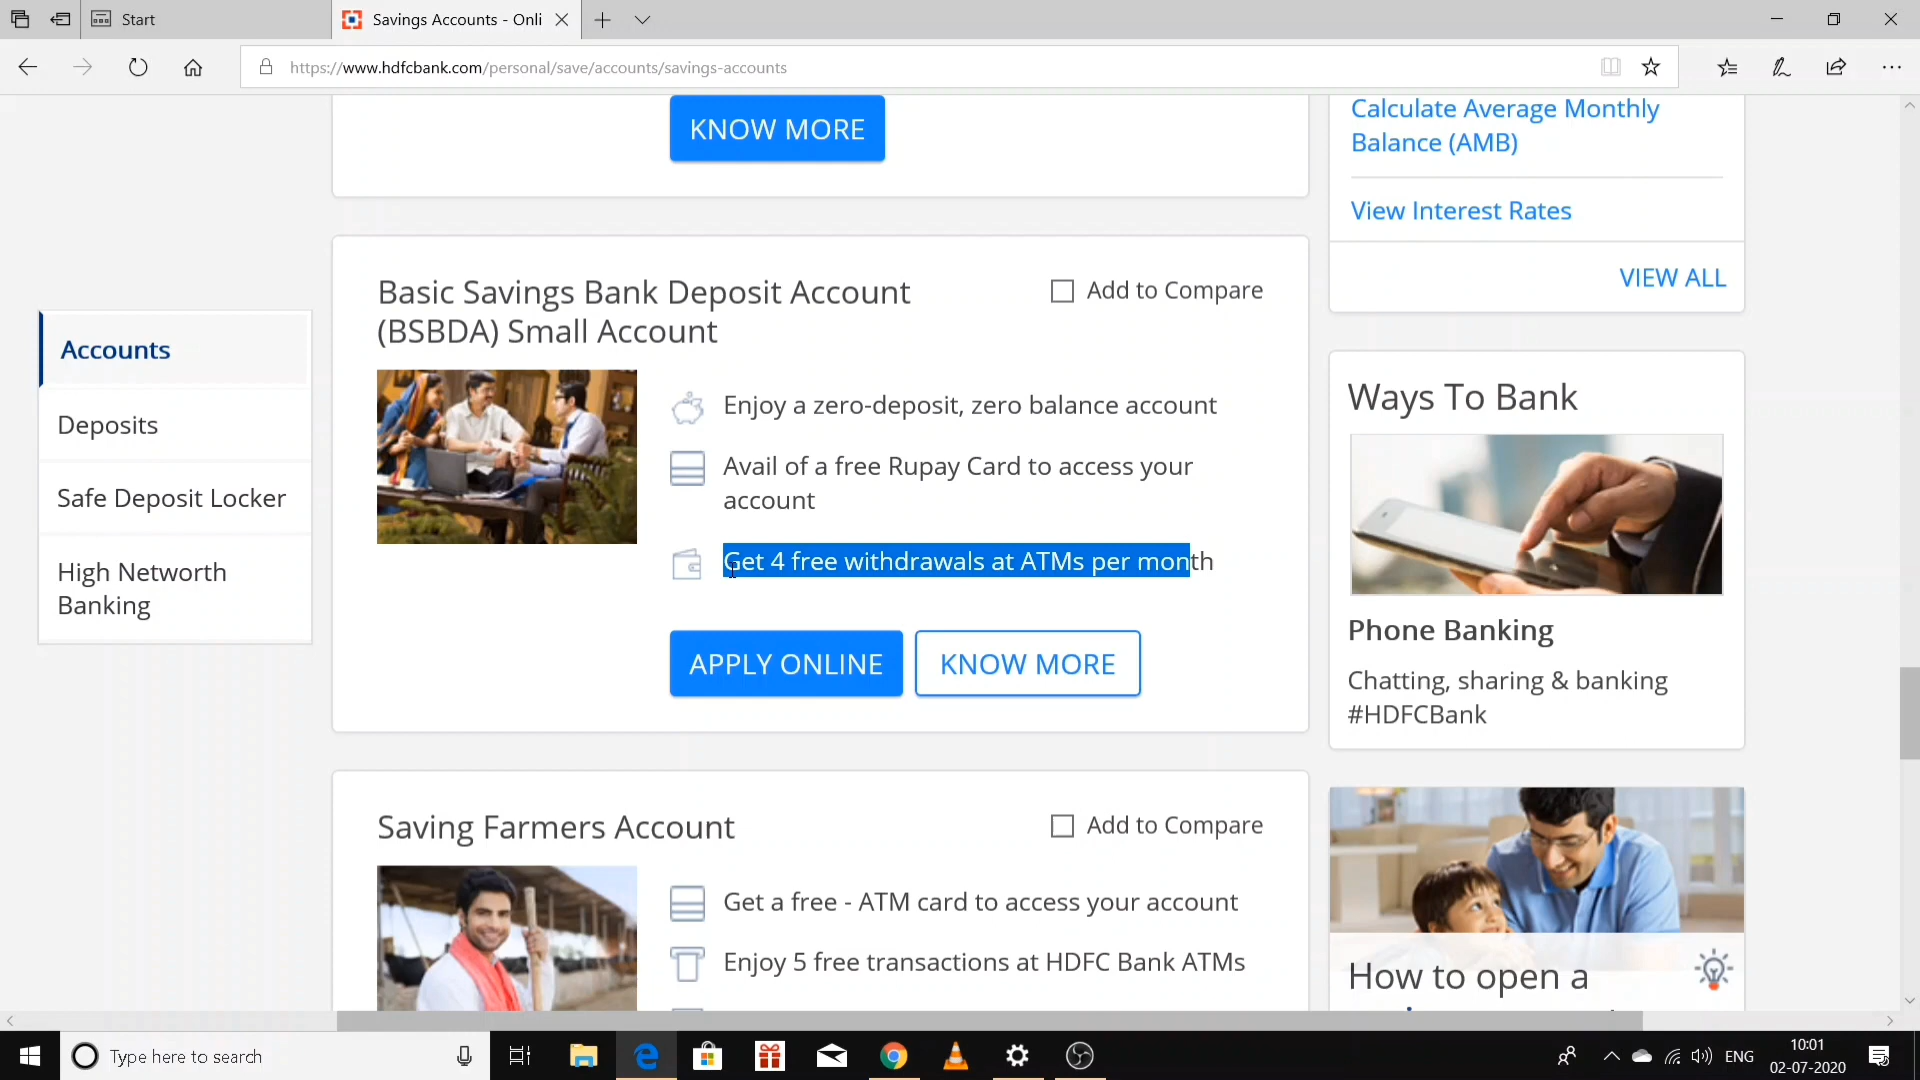 Start
Savings Accounts - Onli
https://www.hdfcbank.com/personal/save/accounts/savings-accounts
KNOW MORE
Calculate Average Monthly
Balance (AMB)
View Interest Rates
VIEW ALL
Accounts
Deposits
Safe Deposit Locker
High Networth
Banking
Basic Savings Bank Deposit Account
(BSBDA) Small Account
Add to Compare
Enjoy a zero-deposit, zero balance account
Avail of a free Rupay Card to access your
account
Get 4 free withdrawals at ATMs per month
APPLY ONLINE
KNOW MORE
Ways To Bank
Phone Banking
Chatting, sharing & banking
#HDFCBank
Saving Farmers Account
Add to Compare
Get a free - ATM card to access your account
Enjoy 5 free transactions at HDFC Bank ATMs
How to open a
Type here to search
ENG
10:01
02-07-2020